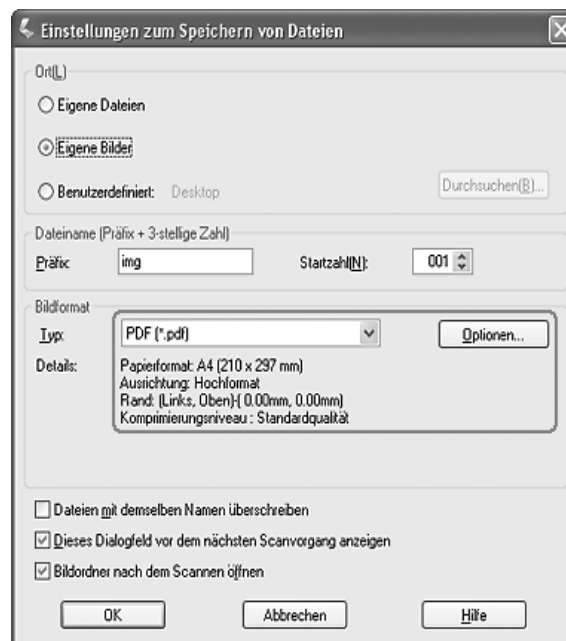 Einstellungen zum Speichern von Dateien
Ort(L)
Eigene Dateien
Eigene Bilder
Benutzerdefiniert: Desktop Durchsuchen(B)...
Dateiname (Präfix + 3-stellige Zahl)
Präfix: img Startzahl(N): 001
Bildformat
Typ: PDF (*.pdf) Optionen...
Details: Papierformat: A4 (210 x 297 mm)
Ausrichtung: Hochformat
Rand: (Links, Oben)-( 0.00mm, 0.00mm)
Komprimierungsniveau : Standardqualität
Dateien mit demselben Namen überschreiben
Dieses Dialogfeld vor dem nächsten Scanvorgang anzeigen
Bildordner nach dem Scannen öffnen
OK Abbrechen Hilfe